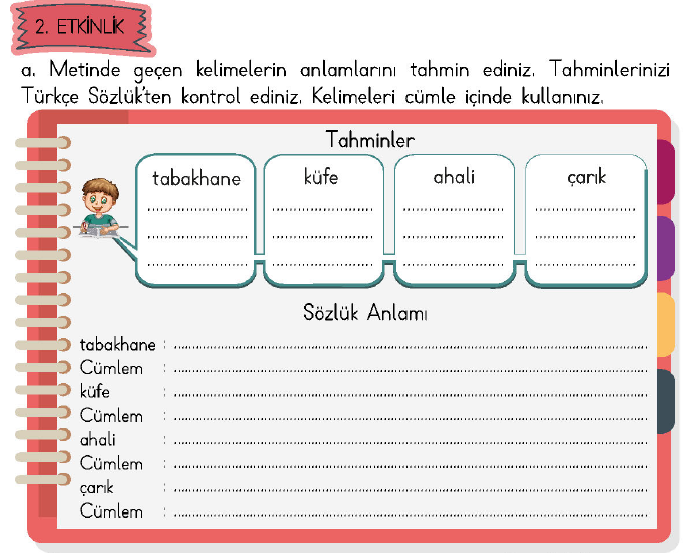 2. ETKİNLİK
a. Metinde geçen kelimelerin anlamlarını tahmin ediniz. Tahminlerinizi
Türkçe Sözlük'ten kontrol ediniz. Kelimeleri cümle içinde kullanınız.
Tahminler
tabakhane küfe ahali çarık
Sözlük Anlamı
tabakhane :
Cümlem :
küfe :
Cümlem :
ahali :
Cümlem :
çarık :
Cümlem :